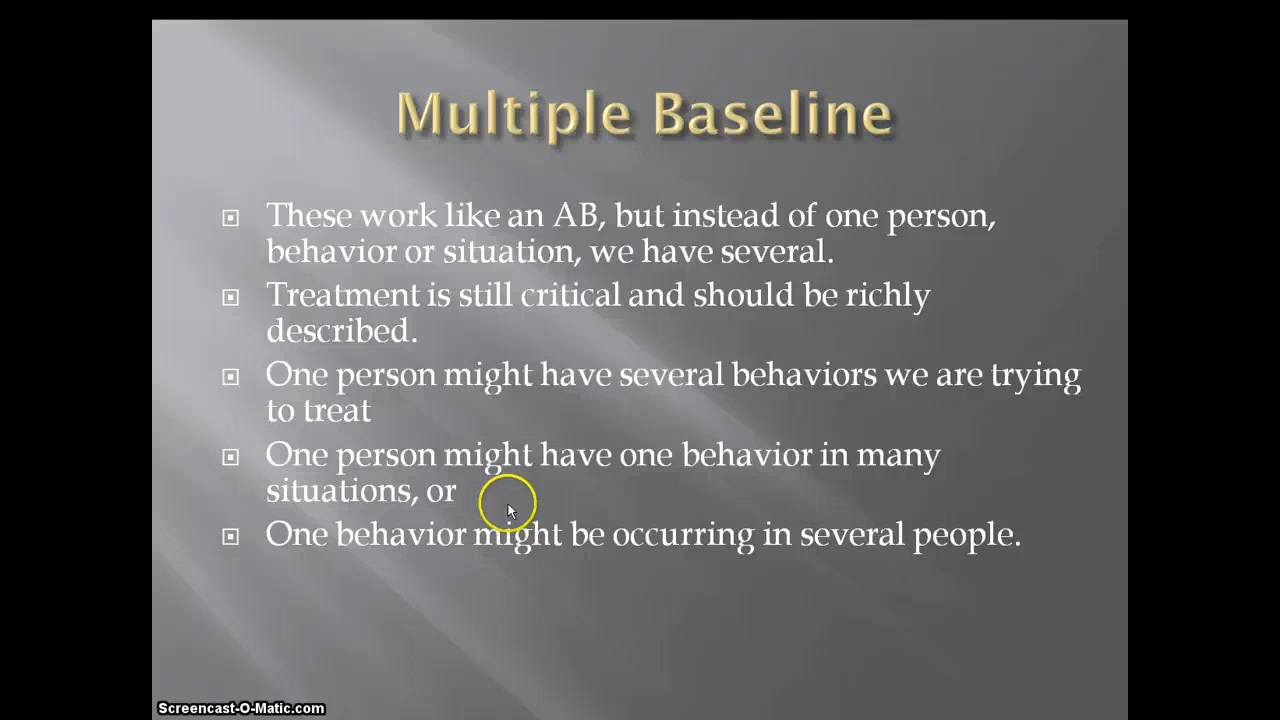 Multiple Baseline
These work like an AB, but instead of one person,
behavior or situation, we have several.
Treatment is still critical and should be richly
described.
One person might have several behaviors we are trying
to treat
One person might have one behavior in many
situations, or
One behavior might be occurring in several people.
Screencast-O-Matic.com